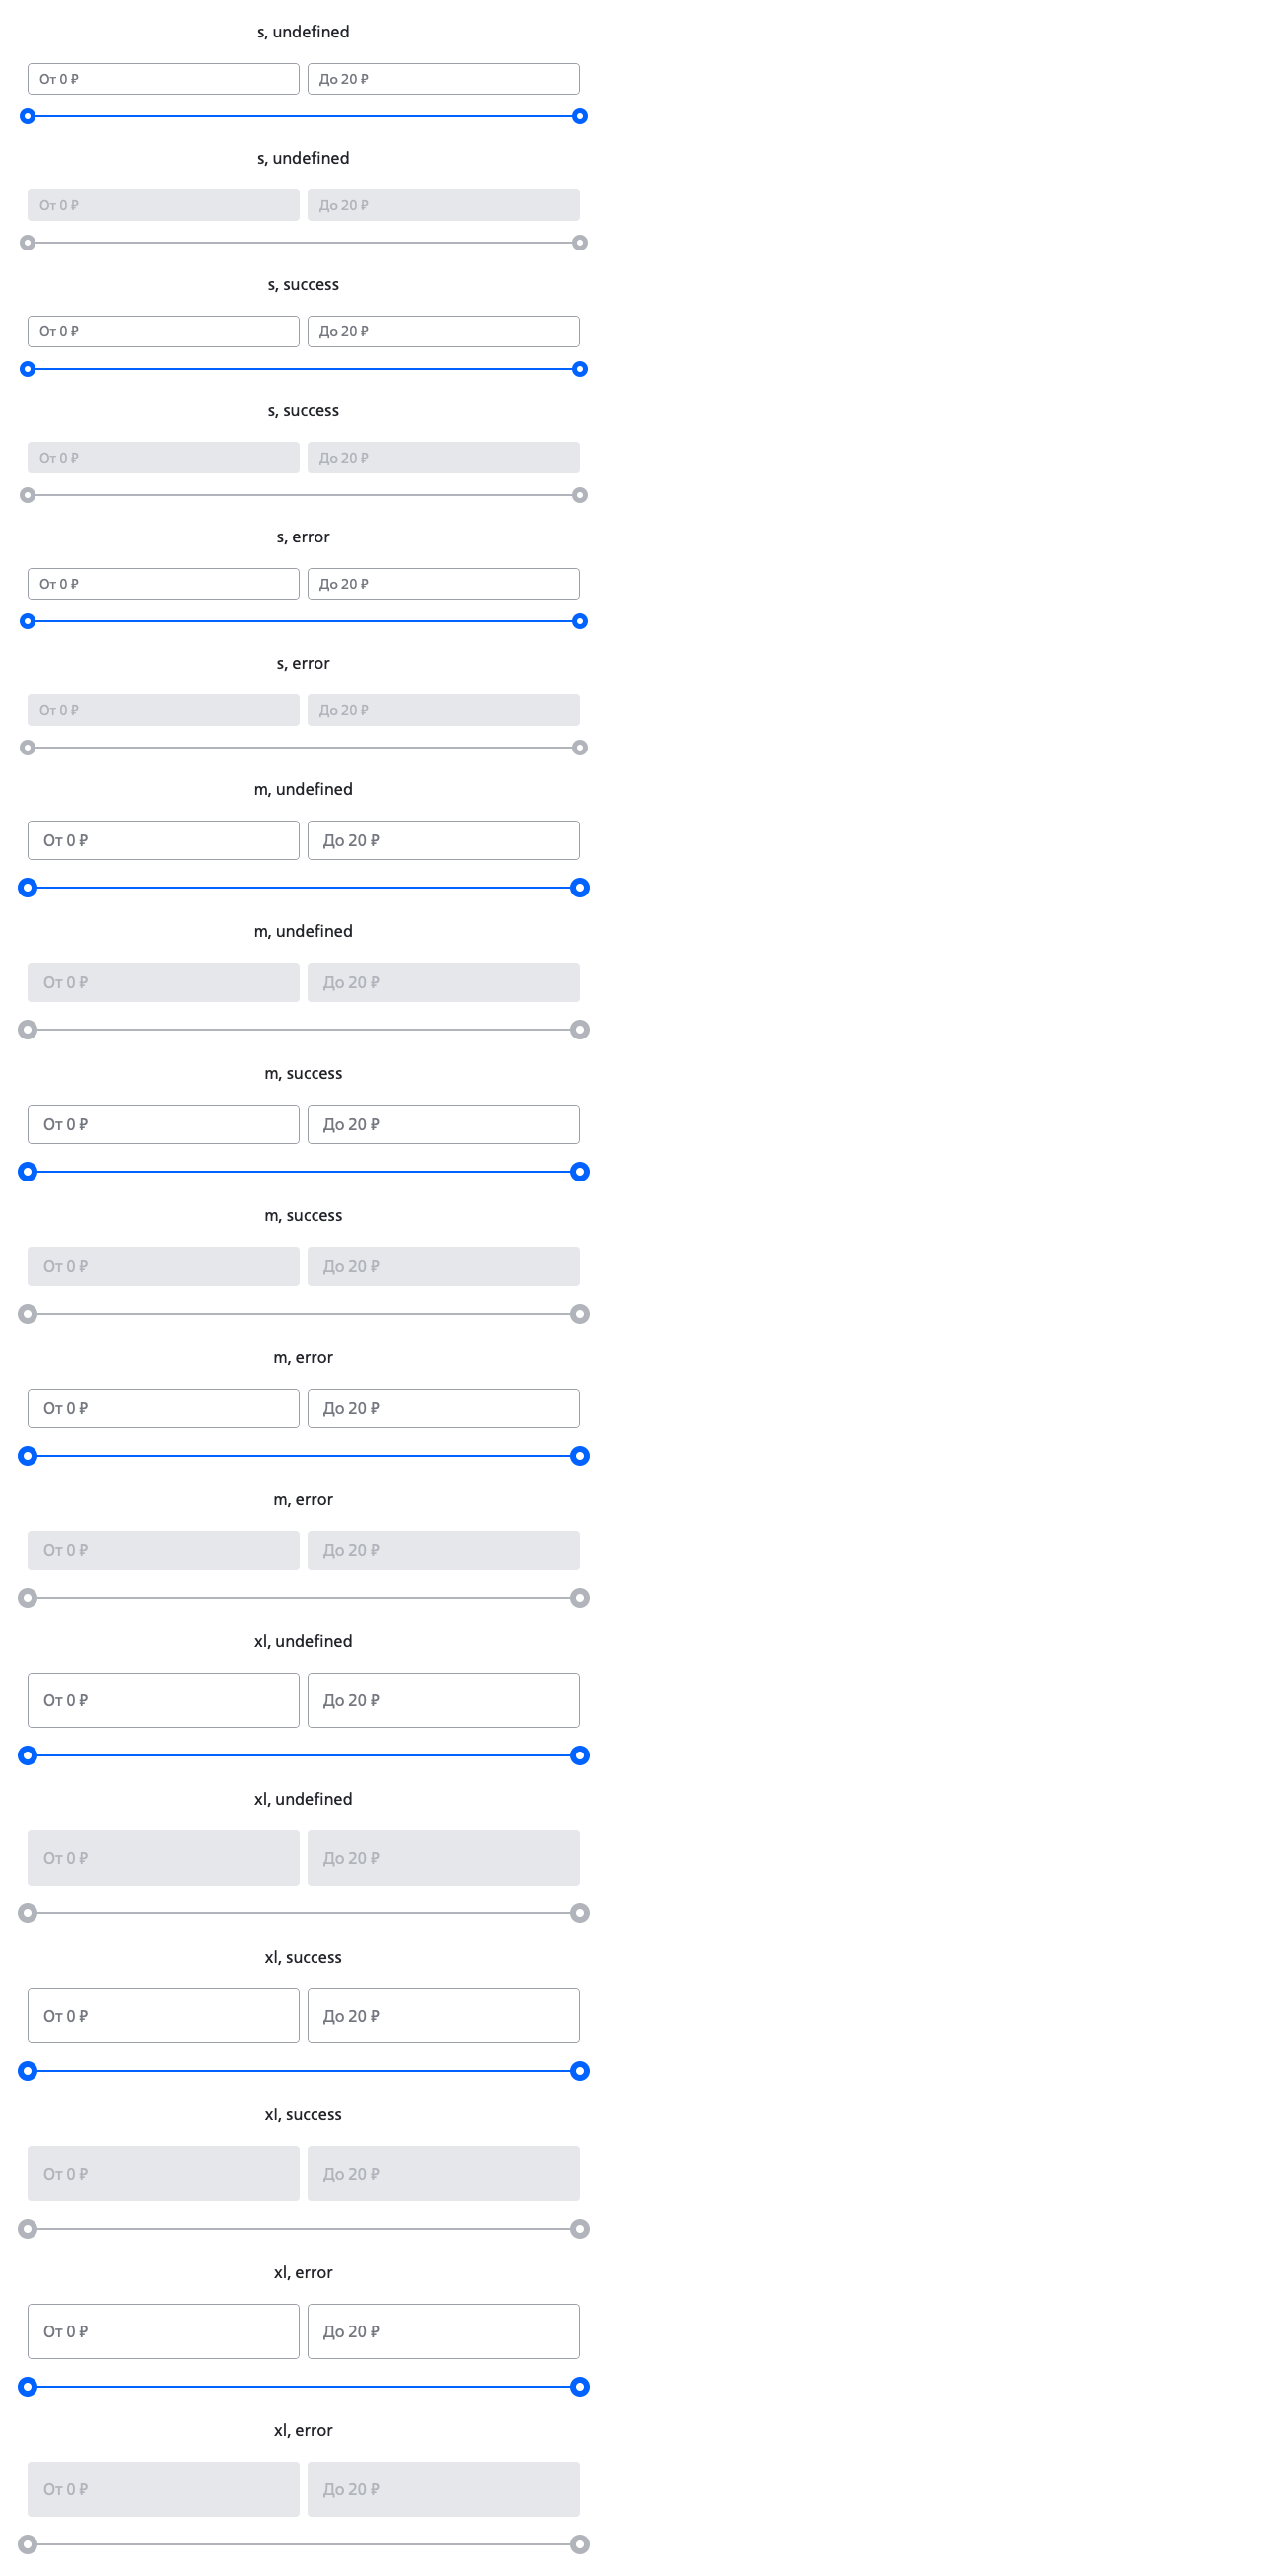 s, undefined
От 0 ₽ До 20 ₽
s, undefined
От 0 ₽ До 20 ₽
s, success
От 0 ₽ До 20 ₽
s, success
От 0 ₽ До 20 ₽
s, error
От 0 ₽ До 20 ₽
s, error
От 0 ₽ До 20 ₽
m, undefined
От 0 ₽ До 20 ₽
m, undefined
От 0 ₽ До 20 ₽
m, success
От 0 ₽ До 20 ₽
m, success
От 0 ₽ До 20 ₽
m, error
От 0 ₽ До 20 ₽
m, error
От 0 ₽ До 20 ₽
xl, undefined
От 0 ₽ До 20 ₽
xl, undefined
От 0 ₽ До 20 ₽
xl, success
От 0 ₽ До 20 ₽
xl, success
От 0 ₽ До 20 ₽
xl, error
От 0 ₽ До 20 ₽
xl, error
От 0 ₽ До 20 ₽